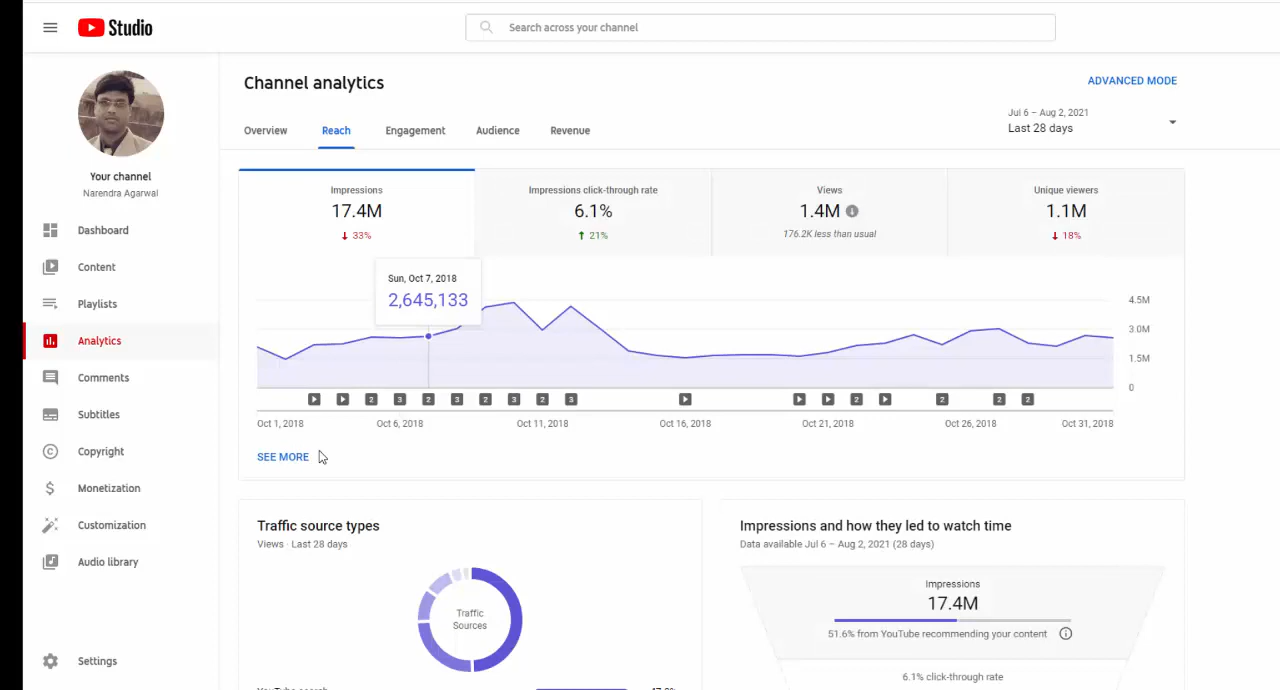 Studio
Search across your channel
Channel analytics
ADVANCED MODE
Jul 6 – Aug 2, 2021
Last 28 days
Overview
Reach
Engagement
Audience
Revenue
Your channel
Narendra Agarwal
Dashboard
Content
Playlists
Analytics
Comments
Subtitles
Copyright
Monetization
Customization
Audio library
Settings
Impressions
17.4M
33%
Impressions click-through rate
6.1%
21%
Views
1.4M
176.2K less than usual
Unique viewers
1.1M
18%
Sun, Oct 7, 2018
2,645,133
4.5M
3.0M
1.5M
0
2 3 2 3 2 3 2 3 2 2 2 2
Oct 1, 2018 Oct 6, 2018 Oct 11, 2018 Oct 16, 2018 Oct 21, 2018 Oct 26, 2018 Oct 31, 2018
SEE MORE
Traffic source types
Views · Last 28 days
Traffic
Sources
Impressions and how they led to watch time
Data available Jul 6 – Aug 2, 2021 (28 days)
Impressions
17.4M
51.6% from YouTube recommending your content
6.1% click-through rate